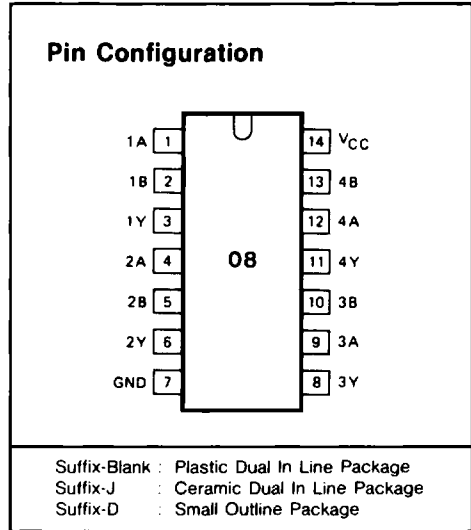 Pin Configuration
1A 1 14 VCC
1B 2 13 4B
1Y 3 12 4A
2A 4 08 11 4Y
2B 5 10 3B
2Y 6 9 3A
GND 7 8 3Y
Suffix-Blank : Plastic Dual In Line Package
Suffix-J : Ceramic Dual In Line Package
Suffix-D : Small Outline Package